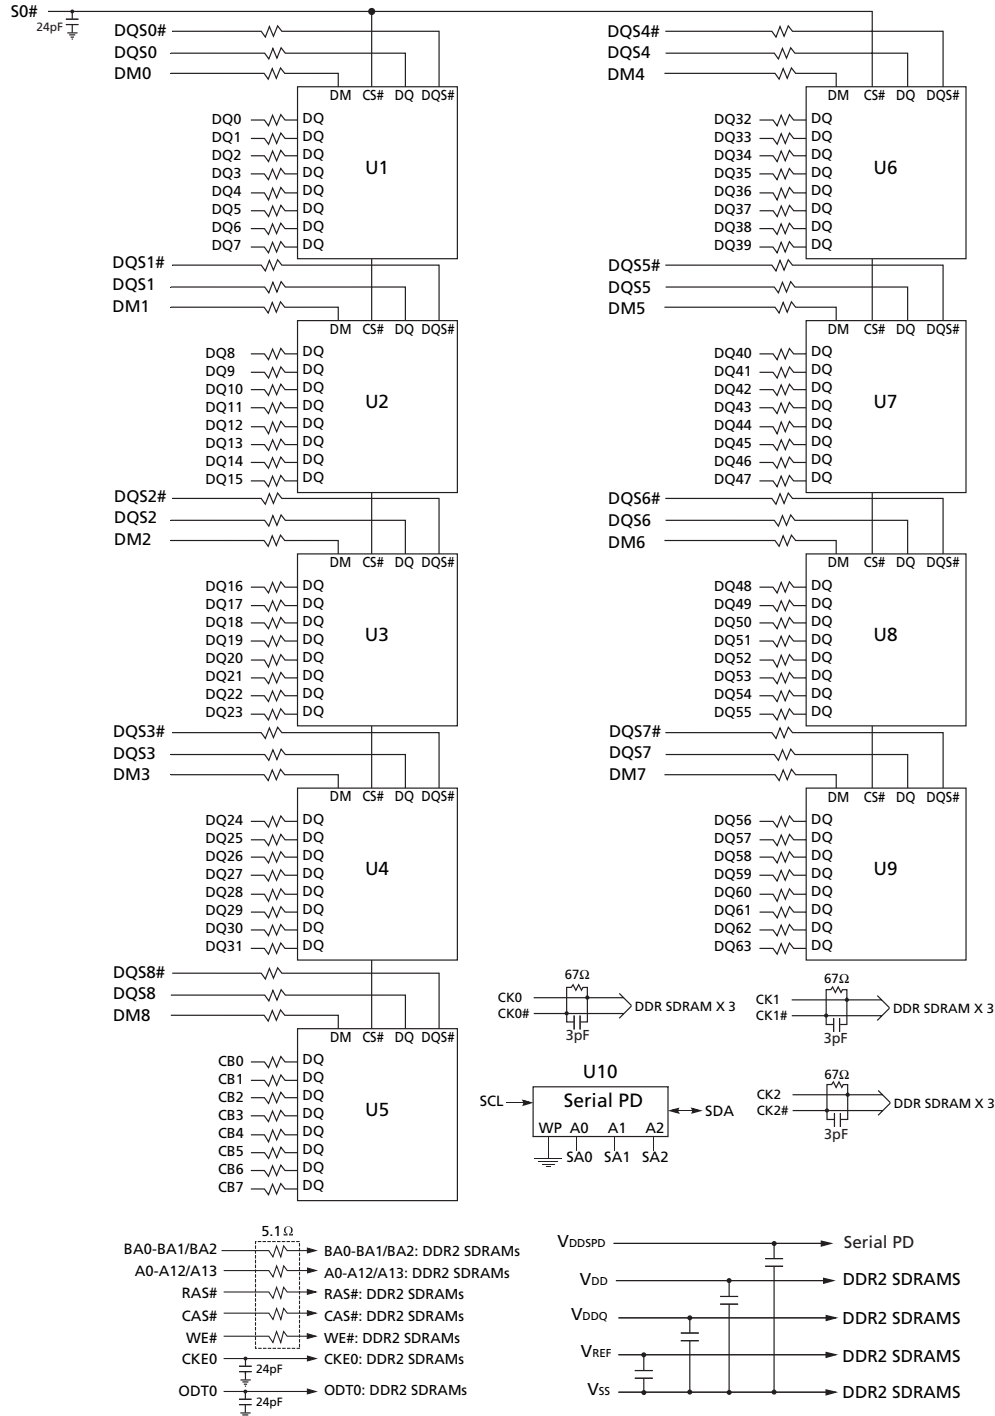 S0#
24pF
DQS0#
DQS0
DM0
DM CS# DQ DQS#
DQ0 DQ
DQ1 DQ
DQ2 DQ
DQ3 DQ
DQ4 DQ
DQ5 DQ
DQ6 DQ
DQ7 DQ
U1
DQS1#
DQS1
DM1
DM CS# DQ DQS#
DQ8 DQ
DQ9 DQ
DQ10 DQ
DQ11 DQ
DQ12 DQ
DQ13 DQ
DQ14 DQ
DQ15 DQ
U2
DQS2#
DQS2
DM2
DM CS# DQ DQS#
DQ16 DQ
DQ17 DQ
DQ18 DQ
DQ19 DQ
DQ20 DQ
DQ21 DQ
DQ22 DQ
DQ23 DQ
U3
DQS3#
DQS3
DM3
DM CS# DQ DQS#
DQ24 DQ
DQ25 DQ
DQ26 DQ
DQ27 DQ
DQ28 DQ
DQ29 DQ
DQ30 DQ
DQ31 DQ
U4
DQS8#
DQS8
DM8
DM CS# DQ DQS#
CB0 DQ
CB1 DQ
CB2 DQ
CB3 DQ
CB4 DQ
CB5 DQ
CB6 DQ
CB7 DQ
U5
DQS4#
DQS4
DM4
DM CS# DQ DQS#
DQ32 DQ
DQ33 DQ
DQ34 DQ
DQ35 DQ
DQ36 DQ
DQ37 DQ
DQ38 DQ
DQ39 DQ
U6
DQS5#
DQS5
DM5
DM CS# DQ DQS#
DQ40 DQ
DQ41 DQ
DQ42 DQ
DQ43 DQ
DQ44 DQ
DQ45 DQ
DQ46 DQ
DQ47 DQ
U7
DQS6#
DQS6
DM6
DM CS# DQ DQS#
DQ48 DQ
DQ49 DQ
DQ50 DQ
DQ51 DQ
DQ52 DQ
DQ53 DQ
DQ54 DQ
DQ55 DQ
U8
DQS7#
DQS7
DM7
DM CS# DQ DQS#
DQ56 DQ
DQ57 DQ
DQ58 DQ
DQ59 DQ
DQ60 DQ
DQ61 DQ
DQ62 DQ
DQ63 DQ
U9
67Ω
CK0
CK0#
3pF
DDR SDRAM X 3
67Ω
CK1
CK1#
3pF
DDR SDRAM X 3
67Ω
CK2
CK2#
3pF
DDR SDRAM X 3
U10
Serial PD
SCL
SDA
WP A0 A1 A2
SA0 SA1 SA2
5.1 Ω
BA0-BA1/BA2 BA0-BA1/BA2: DDR2 SDRAMs
A0-A12/A13 A0-A12/A13: DDR2 SDRAMs
RAS# RAS#: DDR2 SDRAMs
CAS# CAS#: DDR2 SDRAMs
WE# WE#: DDR2 SDRAMs
CKE0 CKE0: DDR2 SDRAMs
24pF
ODT0 ODT0: DDR2 SDRAMs
24pF
VDDSPD Serial PD
VDD DDR2 SDRAMS
VDDQ DDR2 SDRAMS
VREF DDR2 SDRAMS
VSS DDR2 SDRAMS